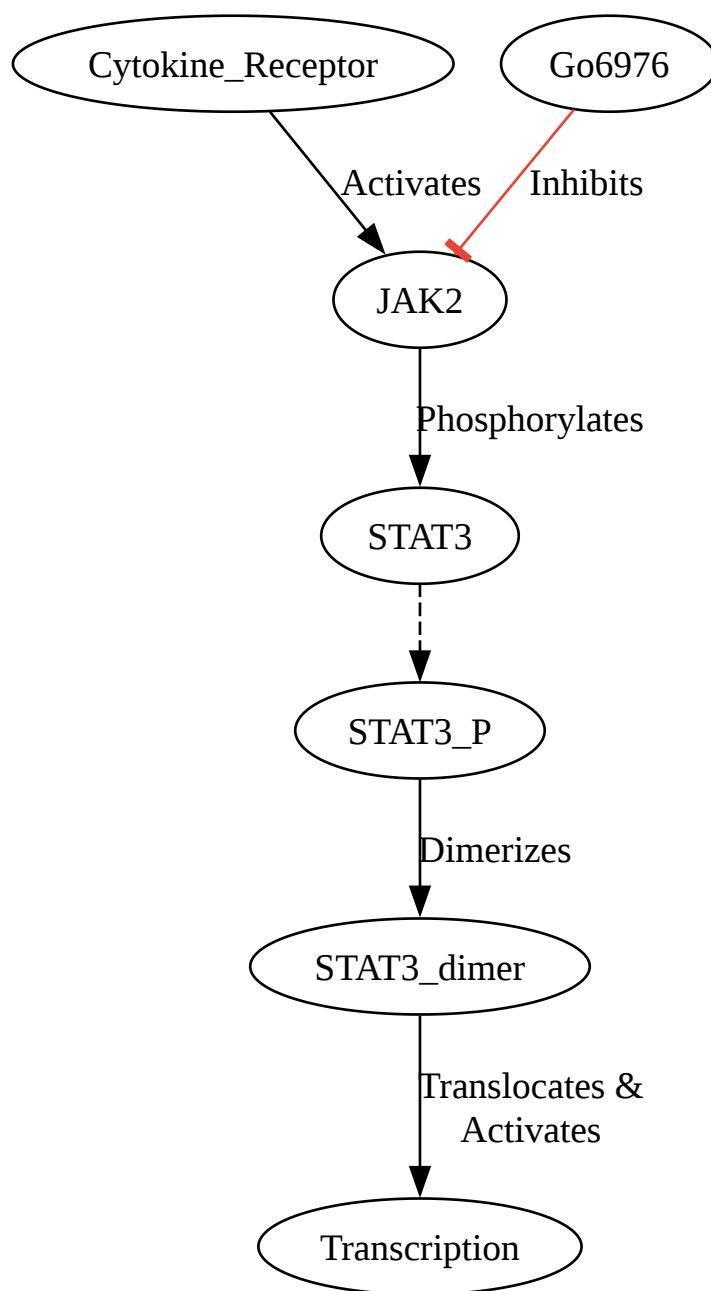 Cytokine_Receptor
Go6976
Activates
Inhibits
JAK2
Phosphorylates
STAT3
STAT3_P
Dimerizes
STAT3_dimer
Translocates &
Activates
Transcription